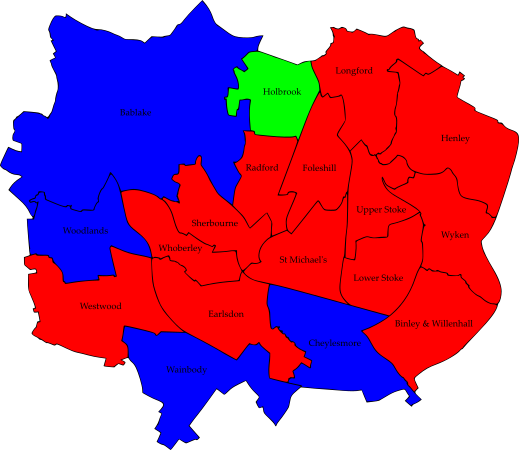 Longford
Holbrook
Bablake
Henley
Radford
Foleshill
Upper Stoke
Sherbourne
Woodlands
Wyken
Whoberley
St Michael's
Lower Stoke
Westwood
Earlsdon
Binley & Willenhall
Cheylesmore
Wainbody